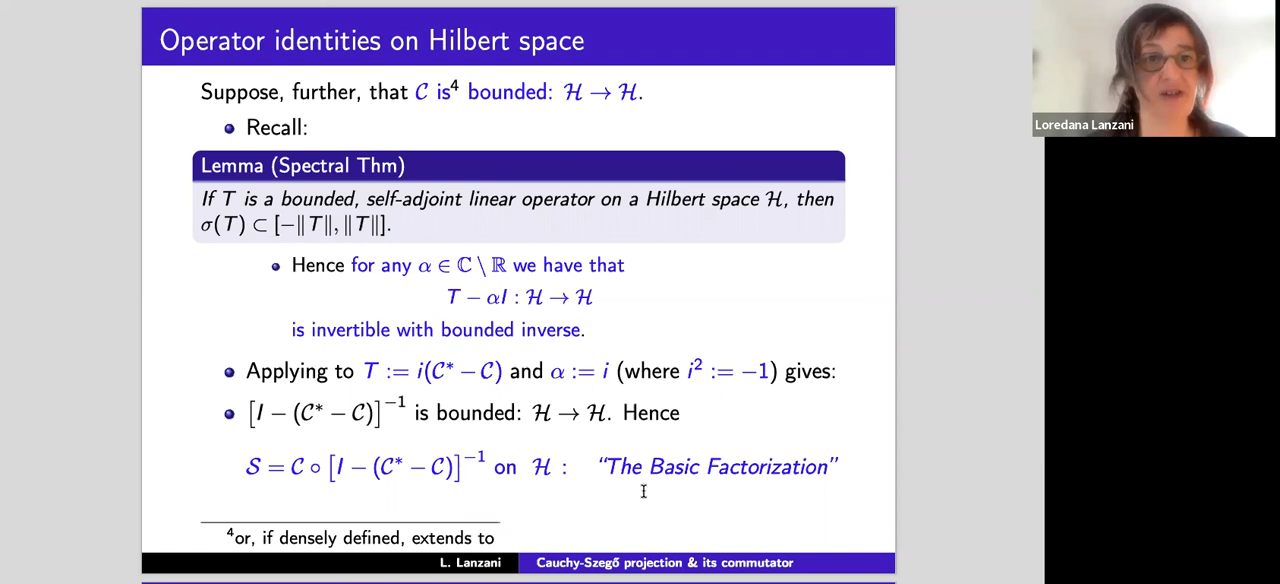 Operator identities on Hilbert space
Suppose, further, that 𝒞 is⁴ bounded: ℋ → ℋ.
• Recall:
Lemma (Spectral Thm)
If T is a bounded, self-adjoint linear operator on a Hilbert space ℋ, then
σ(T) ⊂ [−‖T‖, ‖T‖].
• Hence for any α ∈ ℂ \ ℝ we have that
T − αI : ℋ → ℋ
is invertible with bounded inverse.
• Applying to T := i(𝒞* − 𝒞) and α := i (where i² := −1) gives:
• [I − (𝒞* − 𝒞)]⁻¹ is bounded: ℋ → ℋ. Hence
𝒮 = 𝒞 ∘ [I − (𝒞* − 𝒞)]⁻¹ on ℋ : “The Basic Factorization”
⁴or, if densely defined, extends to
L. Lanzani Cauchy-Szegő projection & its commutator
Loredana Lanzani